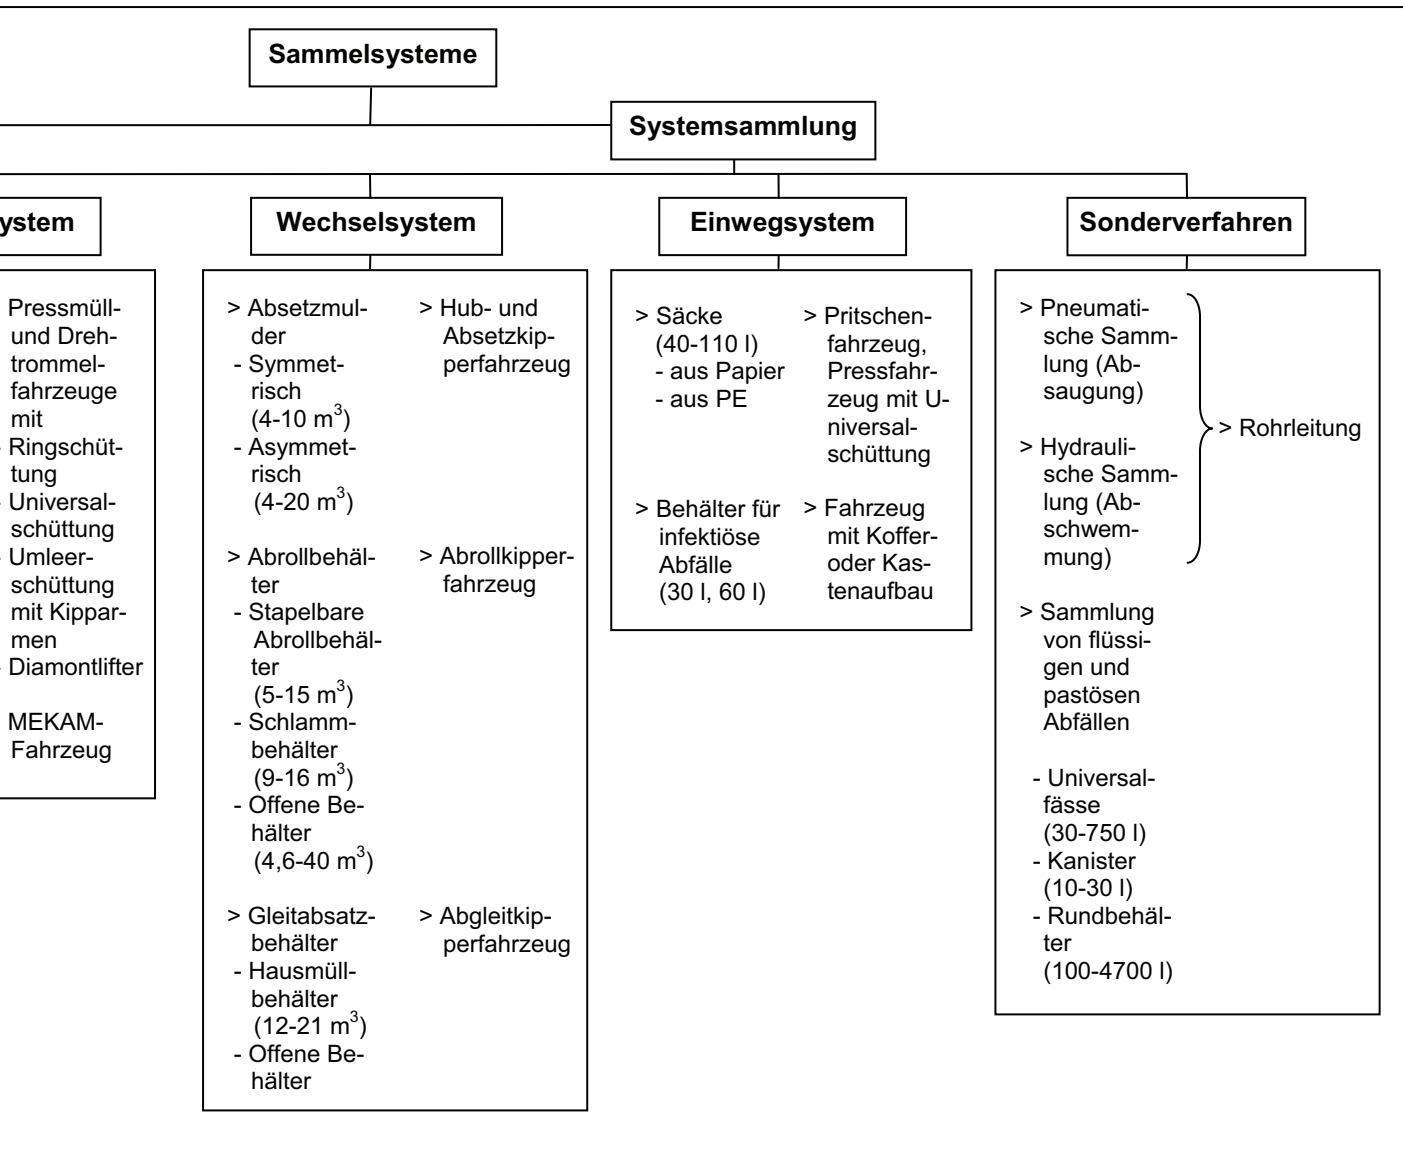 Sammelsysteme
Systemsammlung
ystem
Wechselsystem
Einwegsystem
Sonderverfahren
Pressmüll-
und Dreh-
trommel-
fahrzeuge
mit
- Ringschüt-
tung
Universal-
schüttung
Umleer-
schüttung
mit Kippar-
men
- Diamontlifter
MEKAM-
Fahrzeug
> Absetzmul-
der
- Symmet-
risch
(4-10 m³)
- Asymmet-
risch
(4-20 m³)
> Abrollbehäl-
ter
- Stapelbare
Abrollbehäl-
ter
(5-15 m³)
- Schlamm-
behälter
(9-16 m³)
- Offene Be-
hälter
(4,6-40 m³)
> Gleitabsatz-
behälter
- Hausmüll-
behälter
(12-21 m³)
- Offene Be-
hälter
> Hub- und
Absetzkip-
perfahrzeug
> Abrollkipper-
fahrzeug
> Abgleitkip-
perfahrzeug
> Säcke
(40-110 l)
- aus Papier
- aus PE
> Behälter für
infektiöse
Abfälle
(30 l, 60 l)
> Pritschen-
fahrzeug,
Pressfahr-
zeug mit U-
niversal-
schüttung
> Fahrzeug
mit Koffer-
oder Kas-
tenaufbau
> Pneumati-
sche Samm-
lung (Ab-
saugung)
> Hydrauli-
sche Samm-
lung (Ab-
schwem-
mung)
> Sammlung
von flüssi-
gen und
pastösen
Abfällen
- Universal-
fässe
(30-750 l)
- Kanister
(10-30 l)
- Rundbehäl-
ter
(100-4700 l)
> Rohrleitung